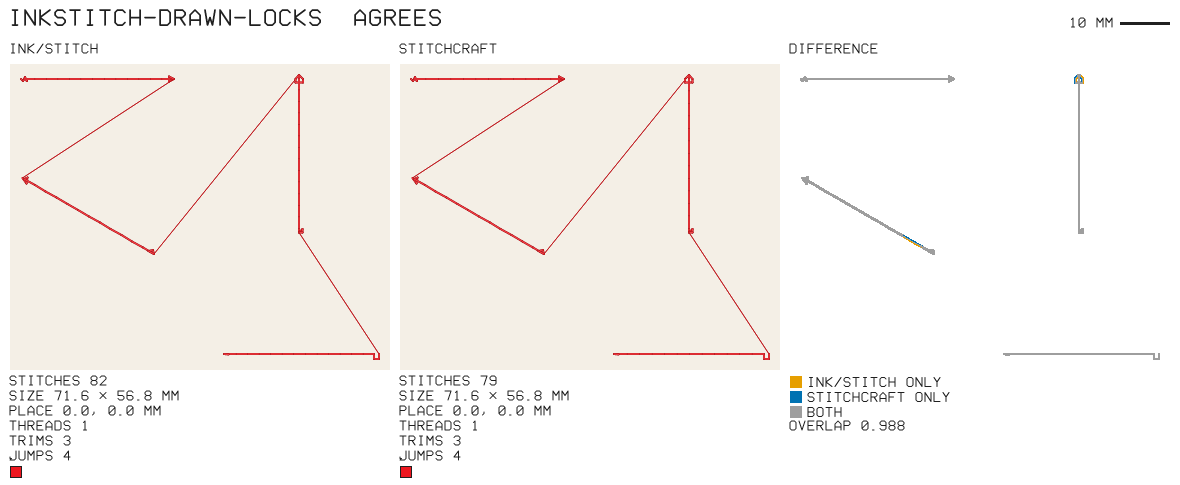 INKSTITCH-DRAWN-LOCKS AGREES
10 MM
INK/STITCH
STITCHCRAFT
DIFFERENCE
STITCHES 82
SIZE 71.6 × 56.8 MM
PLACE 0.0, 0.0 MM
THREADS 1
TRIMS 3
JUMPS 4
STITCHES 79
SIZE 71.6 × 56.8 MM
PLACE 0.0, 0.0 MM
THREADS 1
TRIMS 3
JUMPS 4
INK/STITCH ONLY
STITCHCRAFT ONLY
BOTH
OVERLAP 0.988